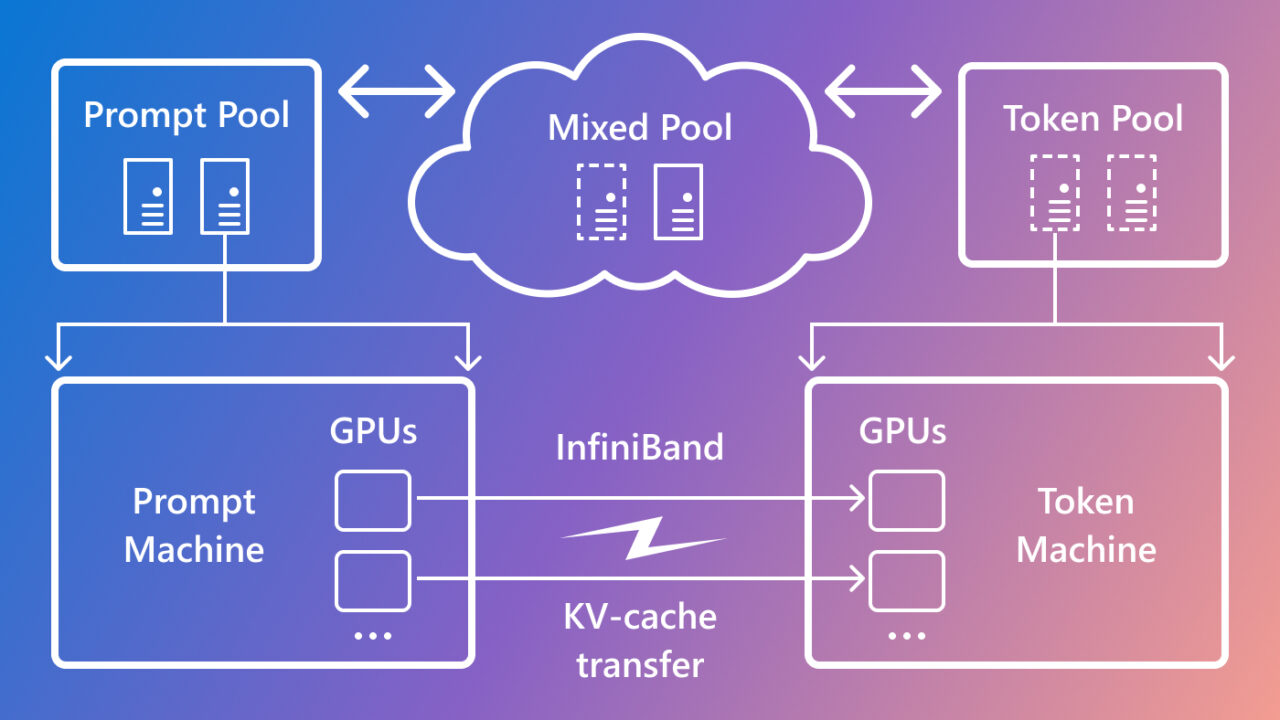 Prompt Pool
Mixed Pool
Token Pool
GPUs
Prompt
Machine
InfiniBand
KV-cache
transfer
GPUs
Token
Machine